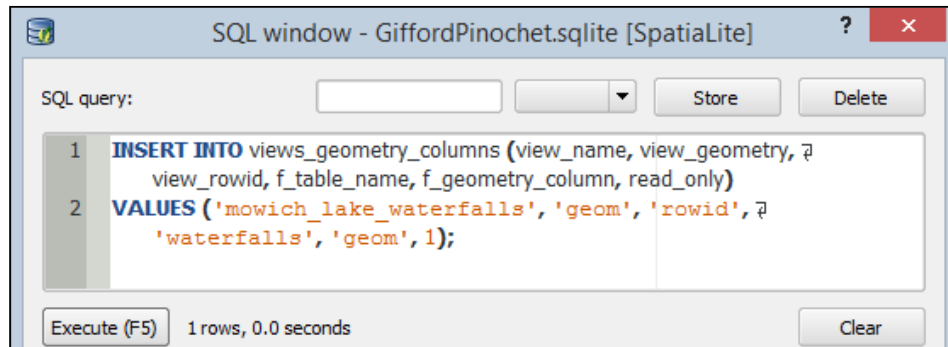 SQL window - GiffordPinochet.sqlite [SpatiaLite] ? ×
SQL query: Store Delete
1 INSERT INTO views_geometry_columns (view_name, view_geometry,
view_rowid, f_table_name, f_geometry_column, read_only)
2 VALUES ('mowich_lake_waterfalls', 'geom', 'rowid',
'waterfalls', 'geom', 1);
Execute (F5) 1 rows, 0.0 seconds Clear